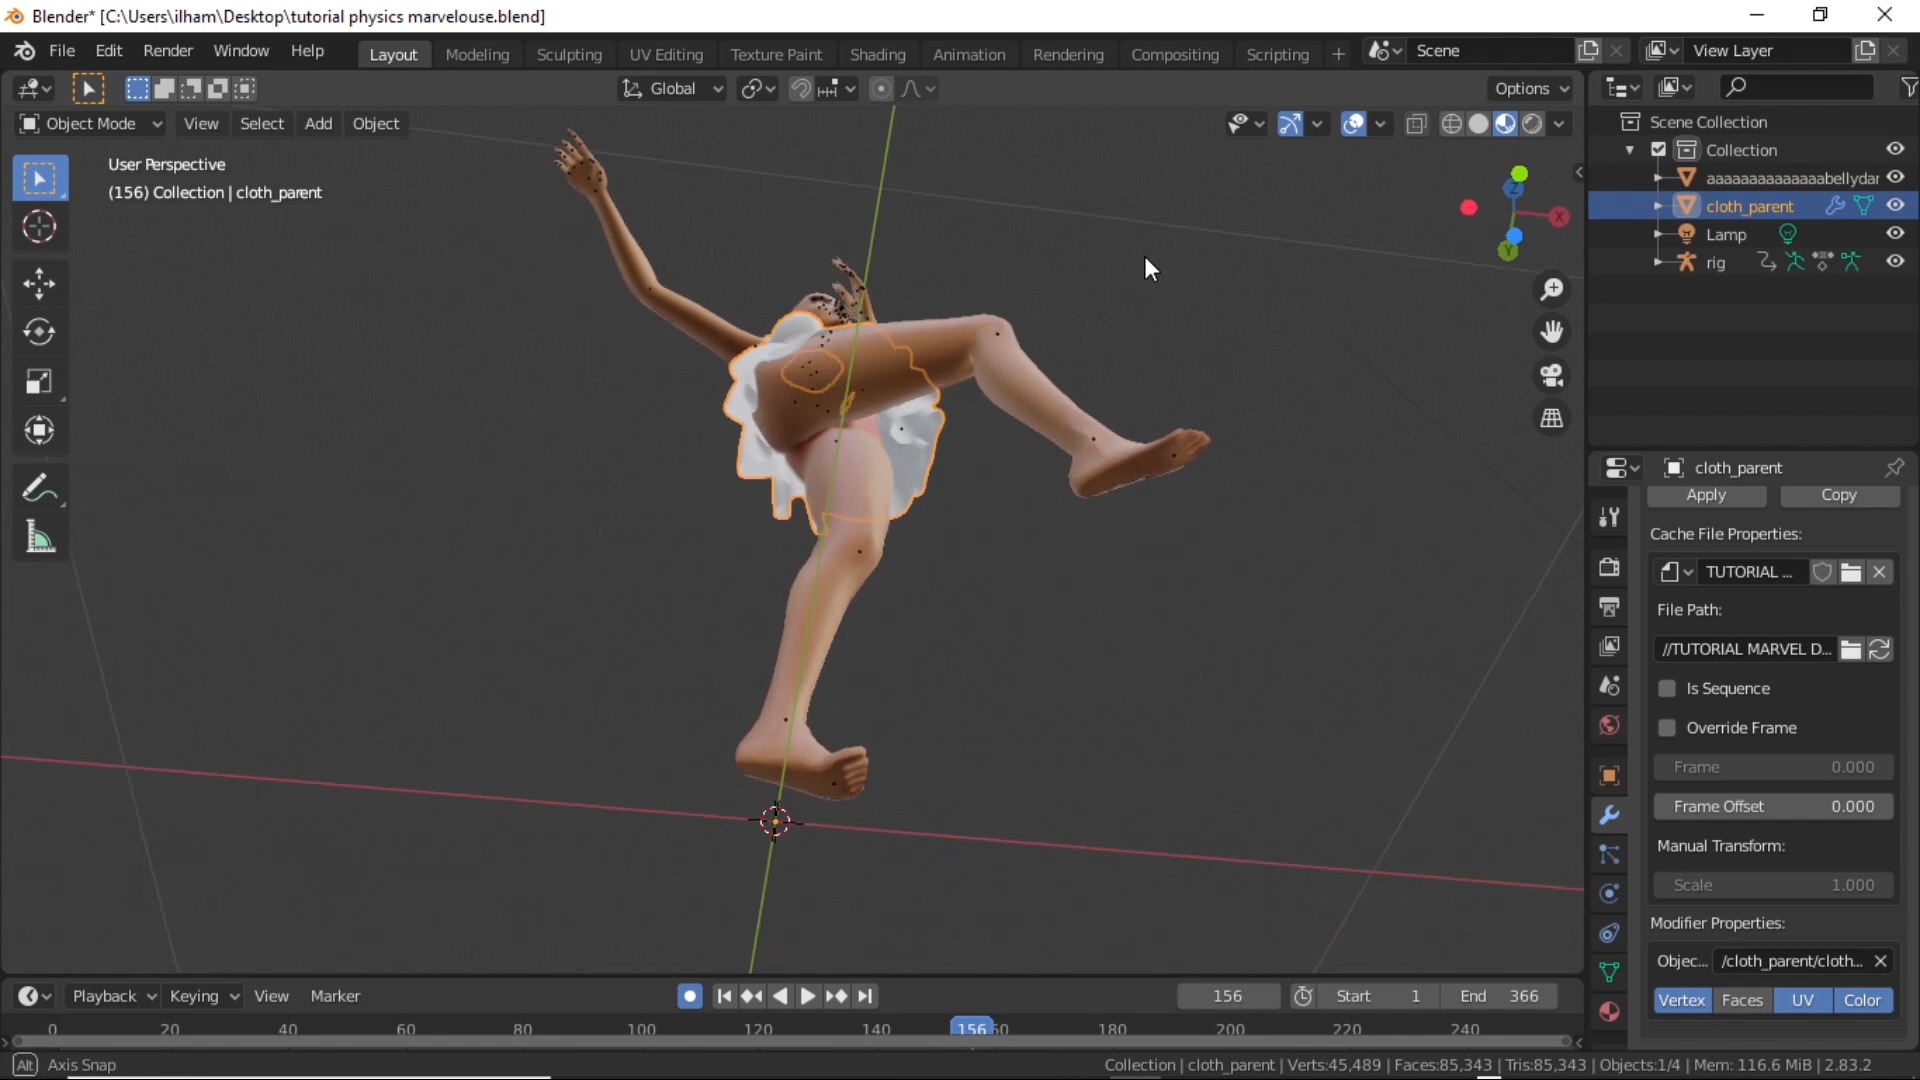 Blender* [C:\Users\ilham\Desktop\tutorial physics marvelouse.blend]
File Edit Render Window Help Layout Modeling Sculpting UV Editing Texture Paint Shading Animation Rendering Compositing Scripting + Scene View Layer
Global Options
Object Mode View Select Add Object
User Perspective
(156) Collection | cloth_parent
Z
X
Y
Scene Collection
Collection
aaaaaaaaaaaaaabellydar
cloth_parent
Lamp
rig
cloth_parent
Apply Copy
Cache File Properties:
TUTORIAL ...
File Path:
//TUTORIAL MARVEL D...
Is Sequence
Override Frame
Frame 0.000
Frame Offset 0.000
Manual Transform:
Scale 1.000
Modifier Properties:
Objec... /cloth_parent/cloth...
Vertex Faces UV Color
Playback Keying View Marker 156 Start 1 End 366
0 20 40 60 80 100 120 140 156 180 200 220 240
Alt Axis Snap Collection | cloth_parent | Verts:45,489 | Faces:85,343 | Tris:85,343 | Objects:1/4 | Mem: 116.6 MiB | 2.83.2